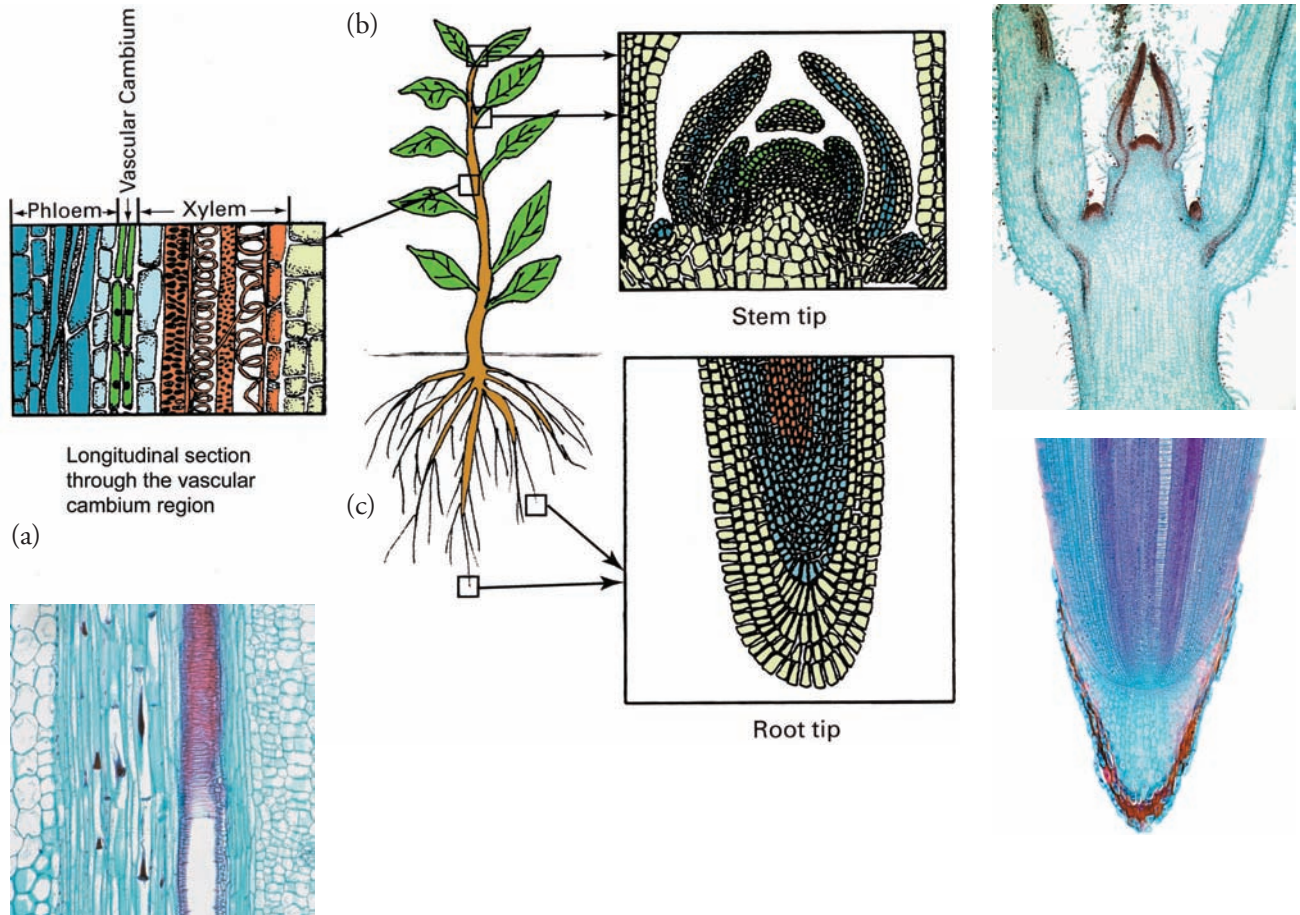 (b)
Vascular Cambium
Phloem
Xylem
Stem tip
Longitudinal section
through the vascular
cambium region
(c)
(a)
Root tip